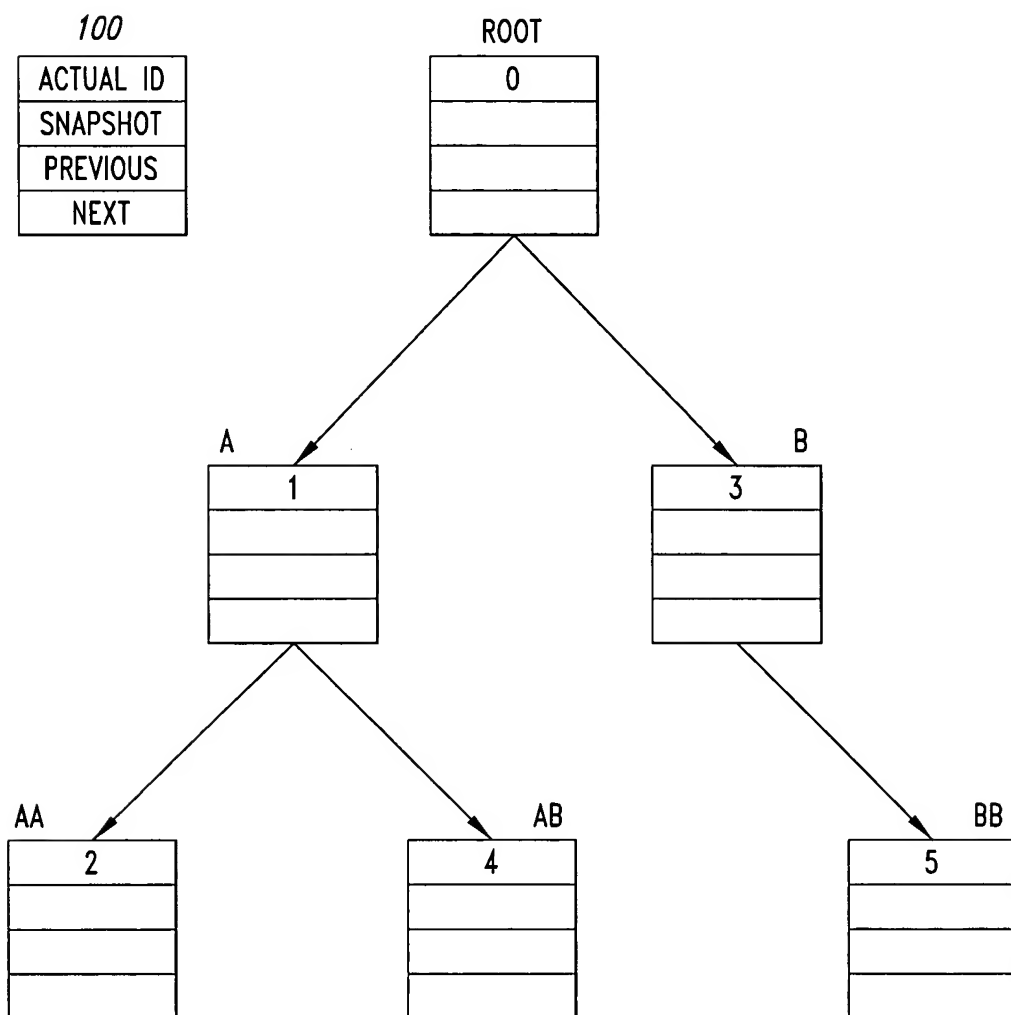 100
ACTUAL ID
SNAPSHOT
PREVIOUS
NEXT
ROOT
0
A
1
B
3
AA
2
AB
4
BB
5